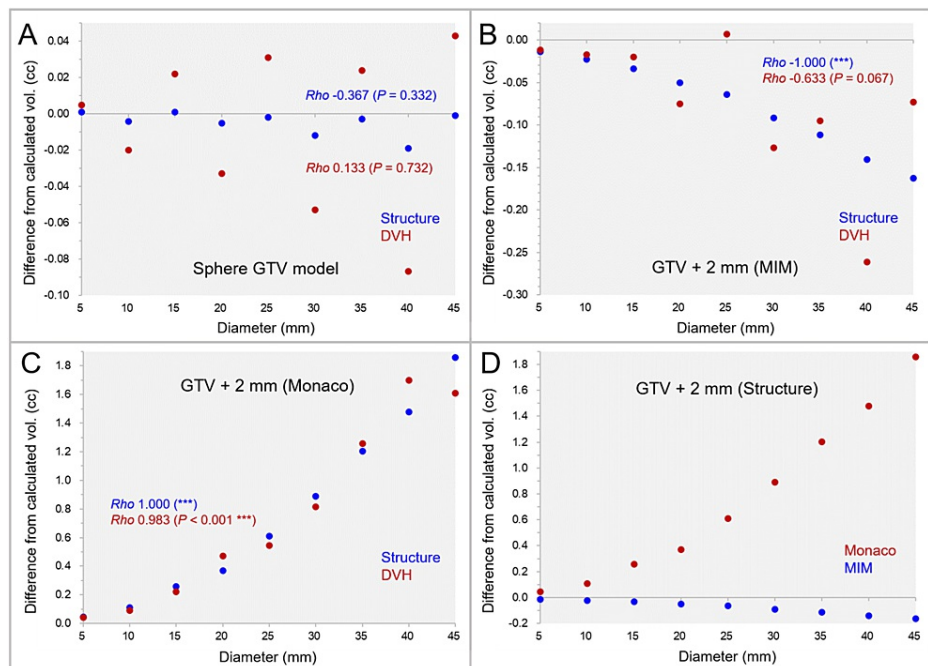 A
Difference from calculated vol. (cc)
0.04
0.02
0.00
-0.02
-0.04
-0.06
-0.08
-0.10
Rho -0.367 (P = 0.332)
Rho 0.133 (P = 0.732)
Structure
DVH
Sphere GTV model
5 10 15 20 25 30 35 40 45
Diameter (mm)
B
Difference from calculated vol. (cc)
0.00
-0.05
-0.10
-0.15
-0.20
-0.25
-0.30
Rho -1.000 (***)
Rho -0.633 (P = 0.067)
Structure
DVH
GTV + 2 mm (MIM)
5 10 15 20 25 30 35 40 45
Diameter (mm)
C
Difference from calculated vol. (cc)
1.8
1.6
1.4
1.2
1.0
0.8
0.6
0.4
0.2
0.0
GTV + 2 mm (Monaco)
Rho 1.000 (***)
Rho 0.983 (P < 0.001 ***)
Structure
DVH
5 10 15 20 25 30 35 40 45
Diameter (mm)
D
Difference from calculated vol. (cc)
1.8
1.6
1.4
1.2
1.0
0.8
0.6
0.4
0.2
0.0
-0.2
GTV + 2 mm (Structure)
Monaco
MIM
5 10 15 20 25 30 35 40 45
Diameter (mm)